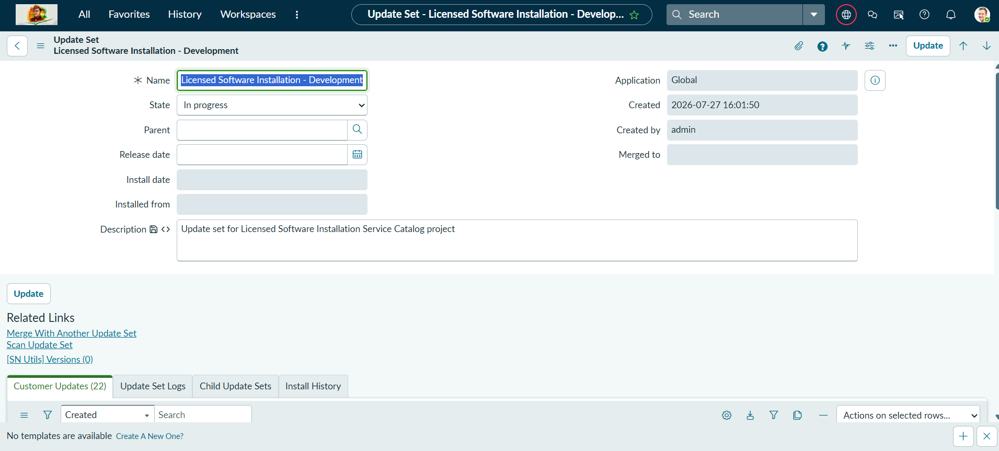 All Favorites History Workspaces Update Set - Licensed Software Installation - Develop... Search
Update Set
Licensed Software Installation - Development
Update
Name Licensed Software Installation - Development
Application Global
State In progress
Created 2026-07-27 16:01:50
Parent
Created by admin
Release date
Merged to
Install date
Installed from
Description Update set for Licensed Software Installation Service Catalog project
Update
Related Links
Merge With Another Update Set
Scan Update Set
[SN Utils] Versions (0)
Customer Updates (22) Update Set Logs Child Update Sets Install History
Created Search Actions on selected rows...
No templates are available Create A New One?